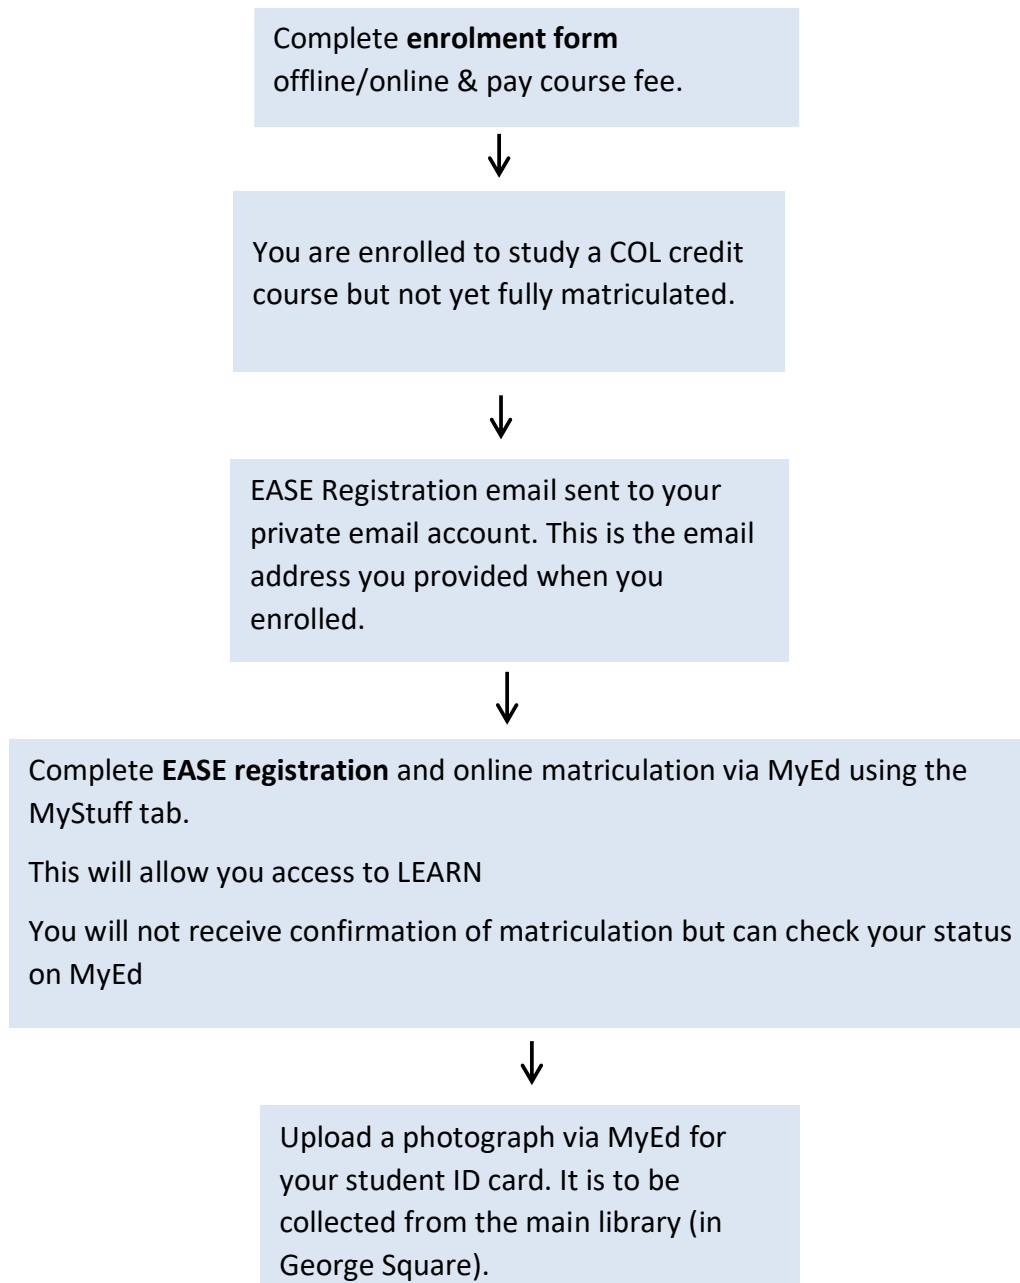 Complete enrolment form
offline/online & pay course fee.
You are enrolled to study a COL credit
course but not yet fully matriculated.
EASE Registration email sent to your
private email account. This is the email
address you provided when you
enrolled.
Complete EASE registration and online matriculation via MyEd using the
MyStuff tab.
This will allow you access to LEARN
You will not receive confirmation of matriculation but can check your status
on MyEd
Upload a photograph via MyEd for
your student ID card. It is to be
collected from the main library (in
George Square).